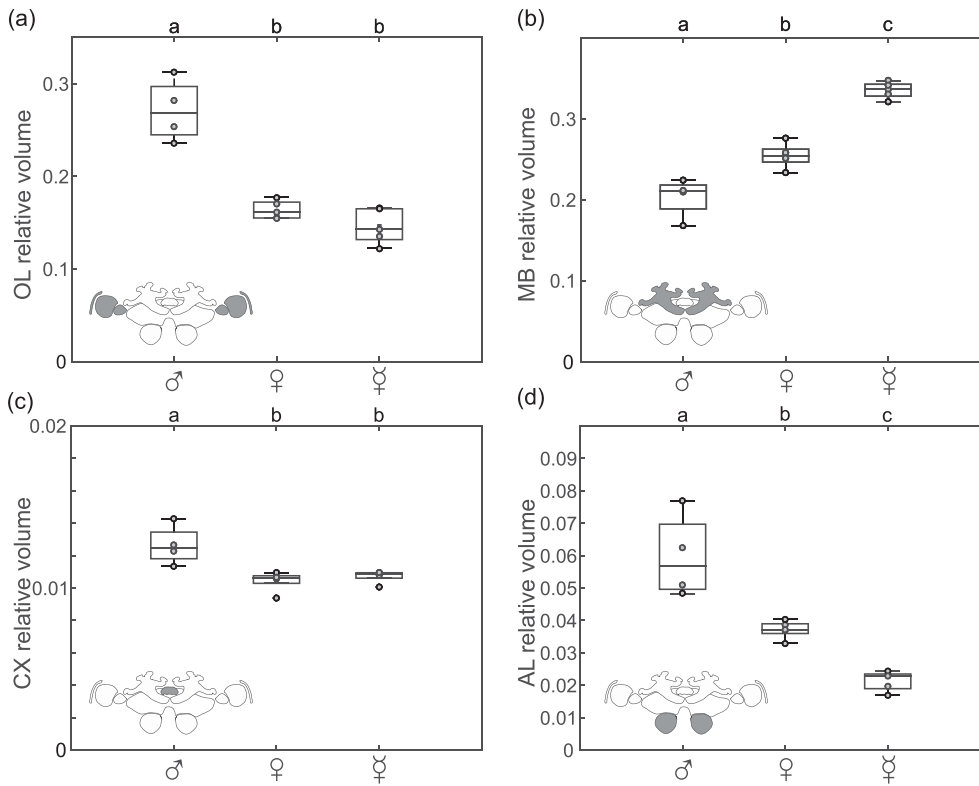 (a)
a b b
OL relative volume
0.3
0.2
0.1
0
♂ ♀ ☿
(b)
a b c
MB relative volume
0.3
0.2
0.1
0
♂ ♀ ☿
(c)
a b b
CX relative volume
0.02
0.01
0
♂ ♀ ☿
(d)
a b c
AL relative volume
0.09
0.08
0.07
0.06
0.05
0.04
0.03
0.02
0.01
0
♂ ♀ ☿